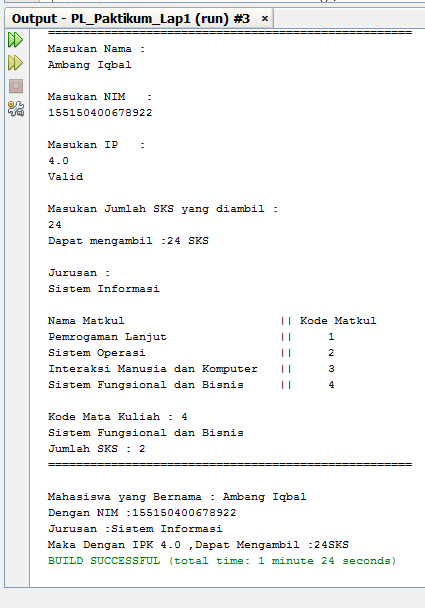 Output - PL_Paktikum_Lap1 (run) #3 ×
====================================================
Masukan Nama :
Ambang Iqbal
Masukan NIM   :
155150400678922
Masukan IP   :
4.0
Valid
Masukan Jumlah SKS yang diambil :
24
Dapat mengambil :24 SKS
Jurusan :
Sistem Informasi
Nama Matkul                      || Kode Matkul
Pemrogaman Lanjut                ||     1
Sistem Operasi                   ||     2
Interaksi Manusia dan Komputer   ||     3
Sistem Fungsional dan Bisnis     ||     4
Kode Mata Kuliah : 4
Sistem Fungsional dan Bisnis
Jumlah SKS : 2
====================================================
Mahasiswa yang Bernama : Ambang Iqbal
Dengan NIM :155150400678922
Jurusan :Sistem Informasi
Maka Dengan IPK 4.0 ,Dapat Mengambil :24SKS
BUILD SUCCESSFUL (total time: 1 minute 24 seconds)